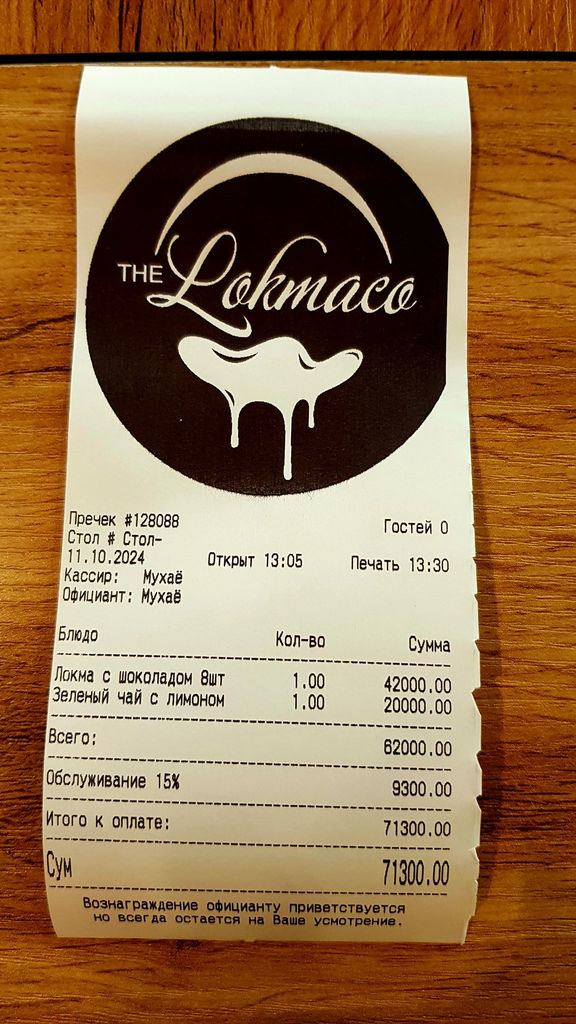 THE Lokmaco
Пречек #128088
Гостей 0
Стол # Стол-
11.10.2024 Открыт 13:05 Печать 13:30
Кассир: Мухаё
Официант: Мухаё
Блюдо Кол-во Сумма
Локма с шоколадом 8шт 1.00 42000.00
Зеленый чай с лимоном 1.00 20000.00
Всего: 62000.00
Обслуживание 15% 9300.00
Итого к оплате: 71300.00
Сум 71300.00
Вознаграждение официанту приветствуется
но всегда остается на Ваше усмотрение.